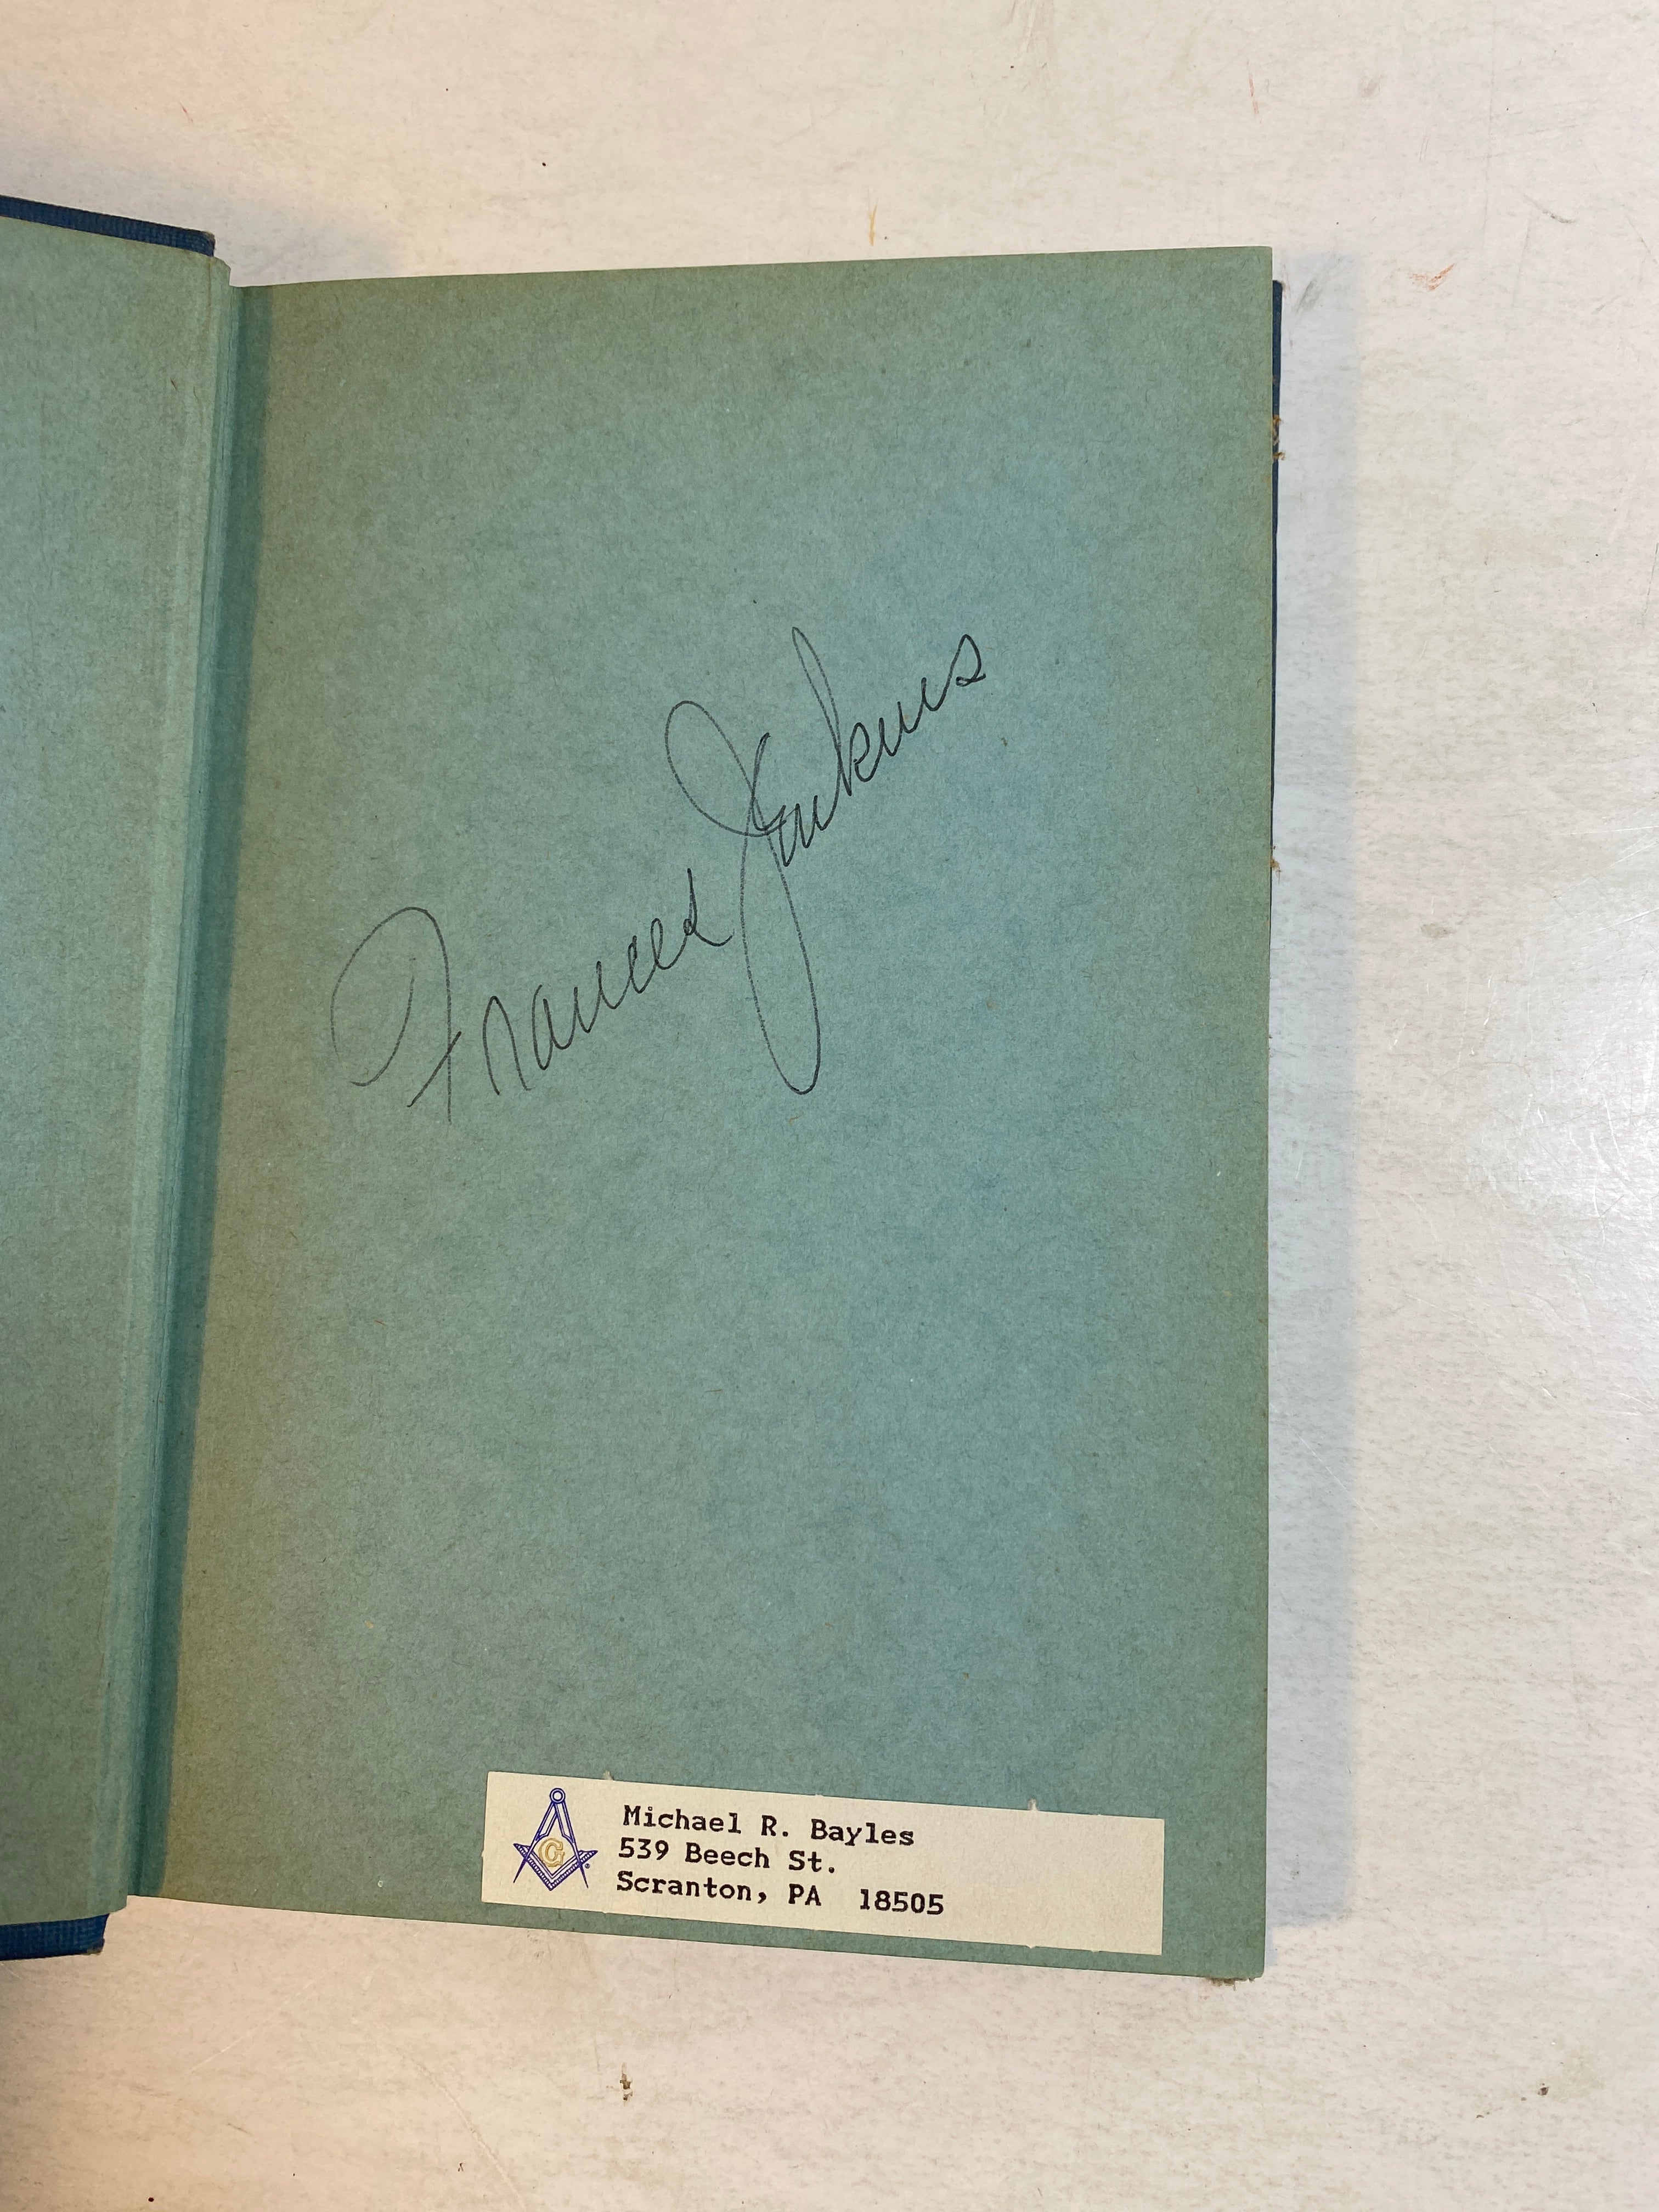 Frances Jenkins
G
Michael R. Bayles
539 Beech St.
Scranton, PA 18505